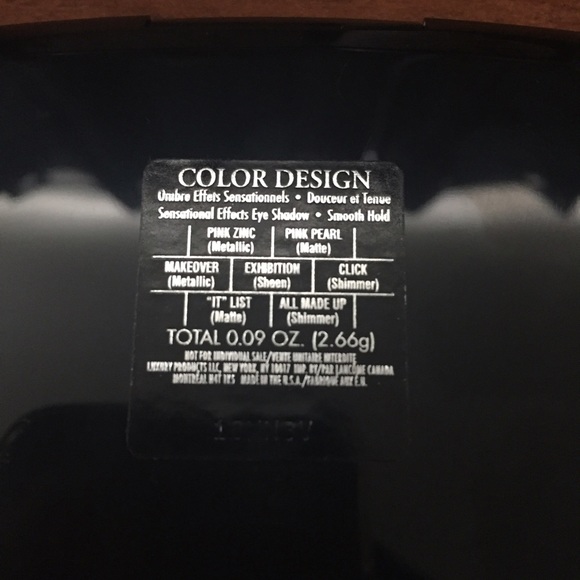 COLOR DESIGN
Ombre Effets Sensationnels • Douceur et Tenue
Sensational Effects Eye Shadow • Smooth Hold
PINK ZINC PINK PEARL
(Metallic) (Matte)
MAKEOVER EXHIBITION CLICK
(Metallic) (Sheen) (Shimmer)
"IT" LIST ALL MADE UP
(Matte) (Shimmer)
TOTAL 0.09 OZ. (2.66g)
NOT FOR INDIVIDUAL SALE/VENTE UNITAIRE INTERDITE
LUXURY PRODUCTS LLC, NEW YORK, NY 10017 IMP. BY/PAR LANCOME CANADA
MONTRÉAL H4T 1K5 MADE IN THE U.S.A./FABRIQUÉ AUX É.U.